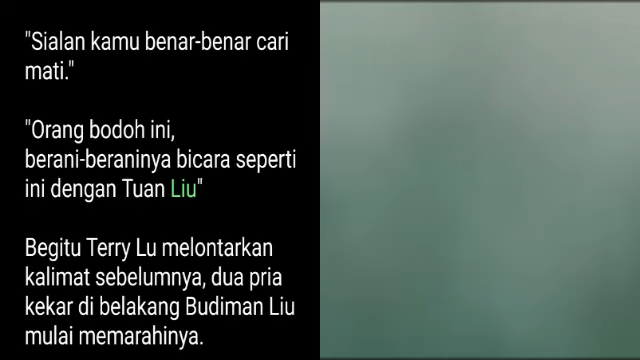 "Sialan kamu benar-benar cari
mati."
"Orang bodoh ini,
berani-beraninya bicara seperti
ini dengan Tuan Liu"
Begitu Terry Lu melontarkan
kalimat sebelumnya, dua pria
kekar di belakang Budiman Liu
mulai memarahinya.